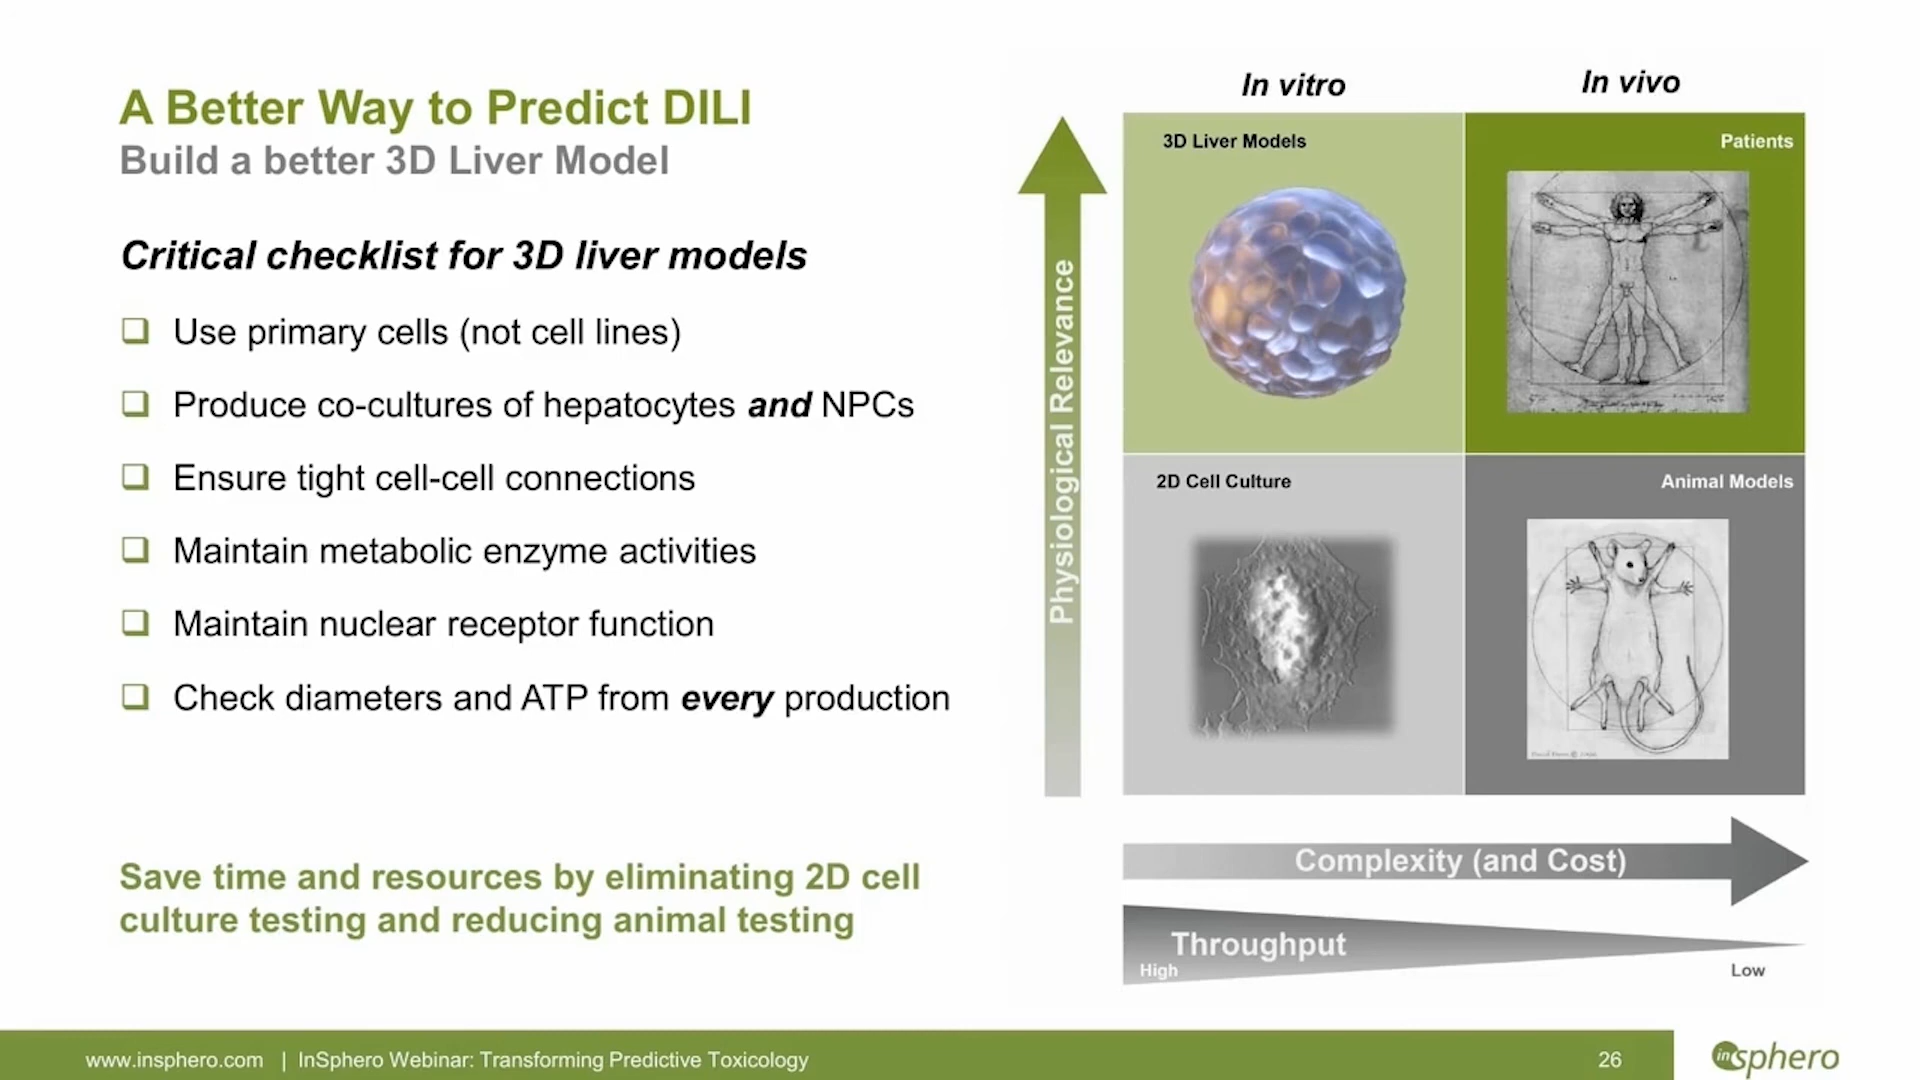 A Better Way to Predict DILI
Build a better 3D Liver Model
Critical checklist for 3D liver models
Use primary cells (not cell lines)
Produce co-cultures of hepatocytes and NPCs
Ensure tight cell-cell connections
Maintain metabolic enzyme activities
Maintain nuclear receptor function
Check diameters and ATP from every production
Save time and resources by eliminating 2D cell
culture testing and reducing animal testing
In vitro
In vivo
Physiological Relevance
3D Liver Models
Patients
2D Cell Culture
Animal Models
Complexity (and Cost)
Throughput
High
Low
www.insphero.com | InSphero Webinar: Transforming Predictive Toxicology
26
insphero